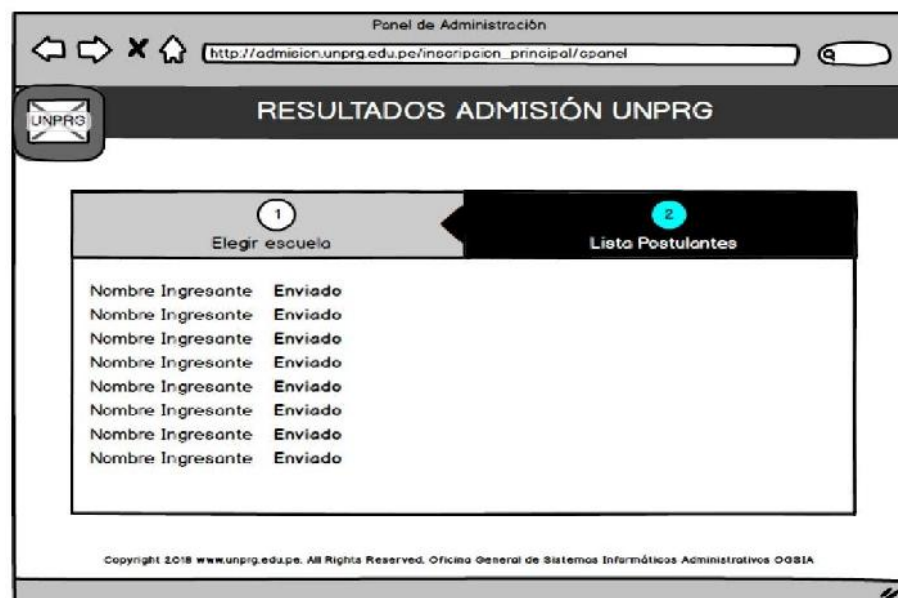 Panel de Administración
http://admision.unprg.edu.pe/inscripcion_principal/cpanel
UNPRG
RESULTADOS ADMISIÓN UNPRG
1
Elegir escuela
2
Lista Postulantes
Nombre Ingresante Enviado
Nombre Ingresante Enviado
Nombre Ingresante Enviado
Nombre Ingresante Enviado
Nombre Ingresante Enviado
Nombre Ingresante Enviado
Nombre Ingresante Enviado
Nombre Ingresante Enviado
Copyright 2018 www.unprg.edu.pe. All Rights Reserved. Oficina General de Sistemas Informáticos Administrativos OGSIA